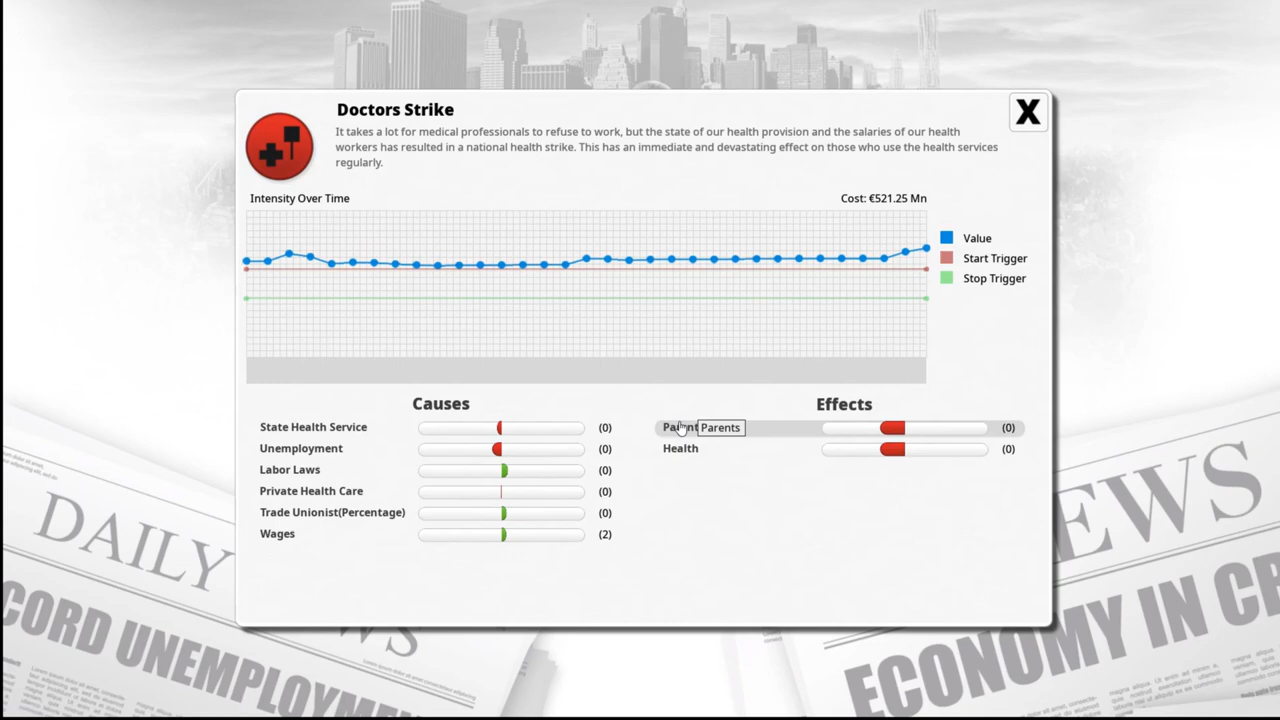 Doctors Strike
X
It takes a lot for medical professionals to refuse to work, but the state of our health provision and the salaries of our health
workers has resulted in a national health strike. This has an immediate and devastating effect on those who use the health services
regularly.
Intensity Over Time
Cost: €521.25 Mn
Value
Start Trigger
Stop Trigger
Causes
State Health Service (0)
Unemployment (0)
Labor Laws (0)
Private Health Care (0)
Trade Unionist(Percentage) (0)
Wages (2)
Effects
Parent Parents (0)
Health (0)
DAILY
CORD UNEMPLOYM
WS
EWS
ECONOMY IN CR